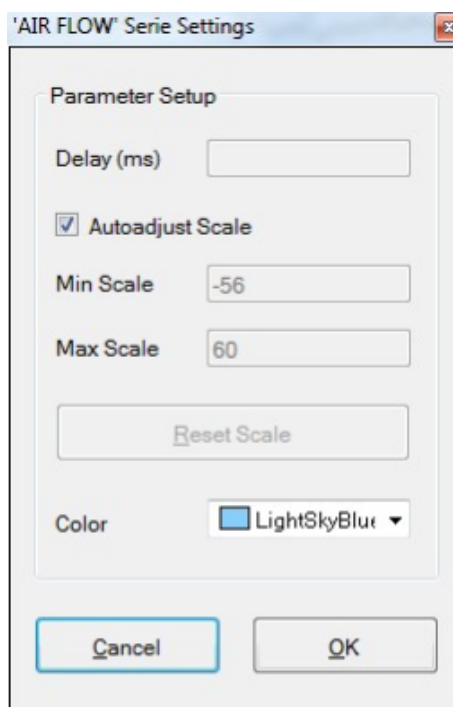 'AIR FLOW' Serie Settings
Parameter Setup
Delay (ms)
Autoadjust Scale
Min Scale -56
Max Scale 60
Reset Scale
Color LightSkyBlue
Cancel OK